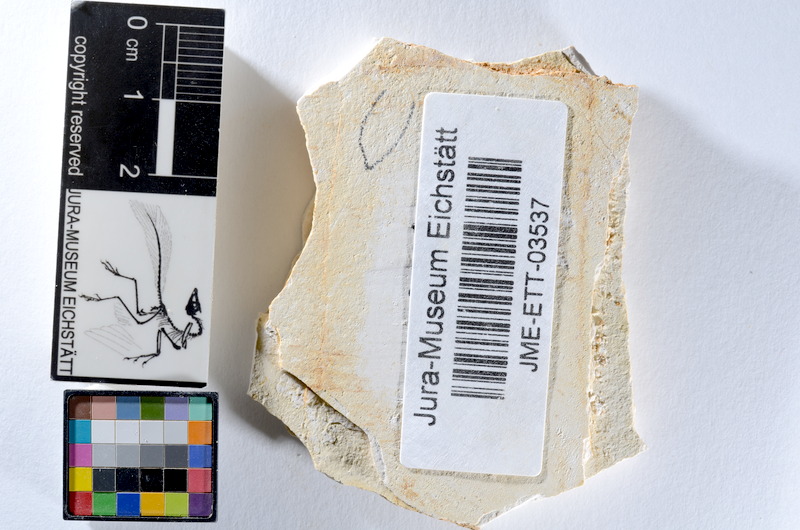 0 cm
1
2
copyright reserved
JURA-MUSEUM EICHSTÄTT
Jura-Museum Eichstätt
JME-ETT-03537